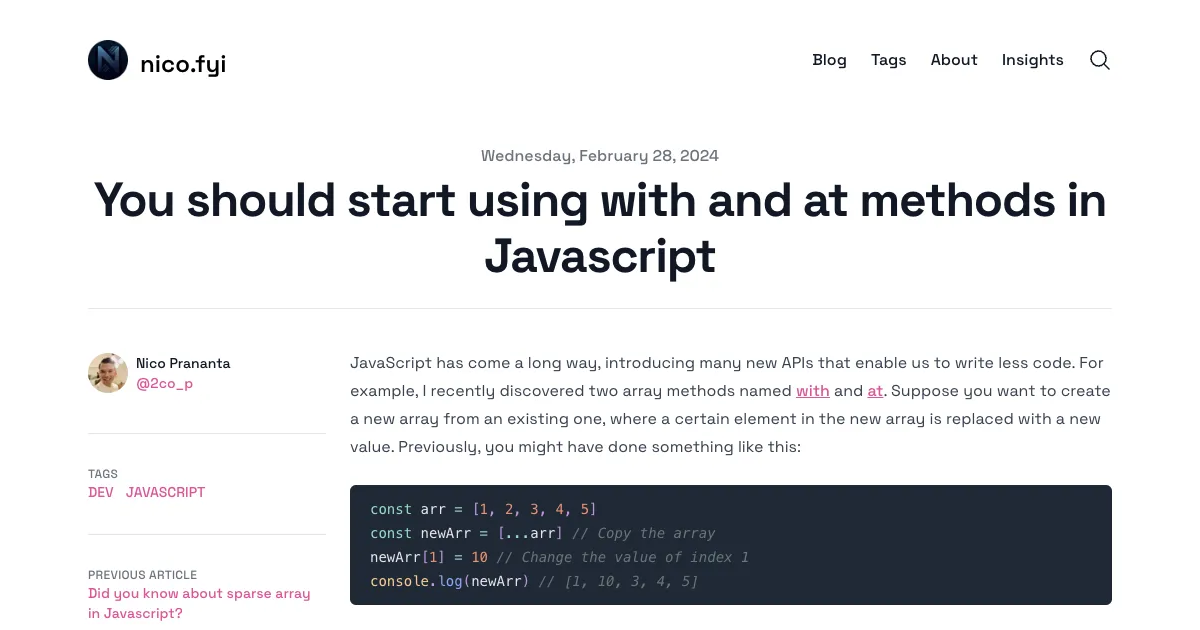 nico.fyi
Blog Tags About Insights
Wednesday, February 28, 2024
You should start using with and at methods in
Javascript
Nico Prananta
@2co_p
TAGS
DEV JAVASCRIPT
PREVIOUS ARTICLE
Did you know about sparse array
in Javascript?
JavaScript has come a long way, introducing many new APIs that enable us to write less code. For
example, I recently discovered two array methods named with and at. Suppose you want to create
a new array from an existing one, where a certain element in the new array is replaced with a new
value. Previously, you might have done something like this:
const arr = [1, 2, 3, 4, 5]
const newArr = [...arr] // Copy the array
newArr[1] = 10 // Change the value of index 1
console.log(newArr) // [1, 10, 3, 4, 5]